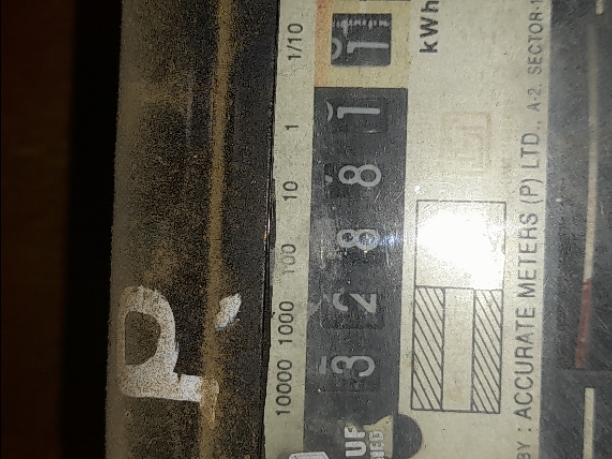 10000 1000 100 10 1 1/10
3 2 8 8 1 1
kWh
BY : ACCURATE METERS (P) LTD., A-2, SECTOR-1
P.